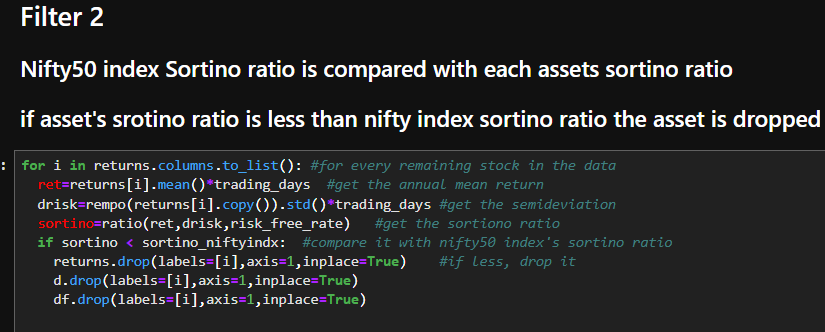 Filter 2
Nifty50 index Sortino ratio is compared with each assets sortino ratio
if asset's srotino ratio is less than nifty index sortino ratio the asset is dropped
: for i in returns.columns.to_list(): #for every remaining stock in the data
ret=returns[i].mean()*trading_days #get the annual mean return
drisk=rempo(returns[i].copy()).std()*trading_days #get the semideviation
sortino=ratio(ret,drisk,risk_free_rate) #get the sortiono ratio
if sortino < sortino_niftyindx: #compare it with nifty50 index's sortino ratio
returns.drop(labels=[i],axis=1,inplace=True) #if less, drop it
d.drop(labels=[i],axis=1,inplace=True)
df.drop(labels=[i],axis=1,inplace=True)